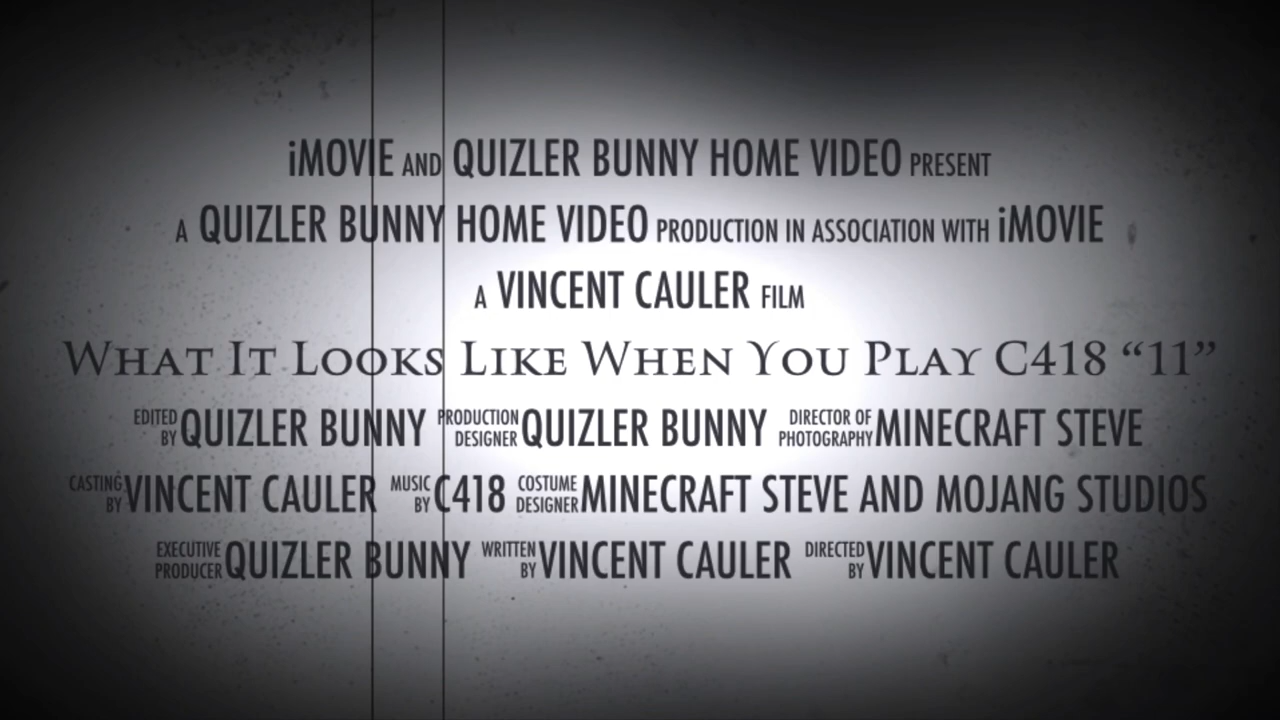 iMOVIE AND QUIZLER BUNNY HOME VIDEO PRESENT
A QUIZLER BUNNY HOME VIDEO PRODUCTION IN ASSOCIATION WITH iMOVIE
A VINCENT CAULER FILM
WHAT IT LOOKS LIKE WHEN YOU PLAY C418 “11”
EDITED BY QUIZLER BUNNY PRODUCTION DESIGNER QUIZLER BUNNY DIRECTOR OF PHOTOGRAPHY MINECRAFT STEVE
CASTING BY VINCENT CAULER MUSIC BY C418 COSTUME DESIGNER MINECRAFT STEVE AND MOJANG STUDIOS
EXECUTIVE PRODUCER QUIZLER BUNNY WRITTEN BY VINCENT CAULER DIRECTED BY VINCENT CAULER